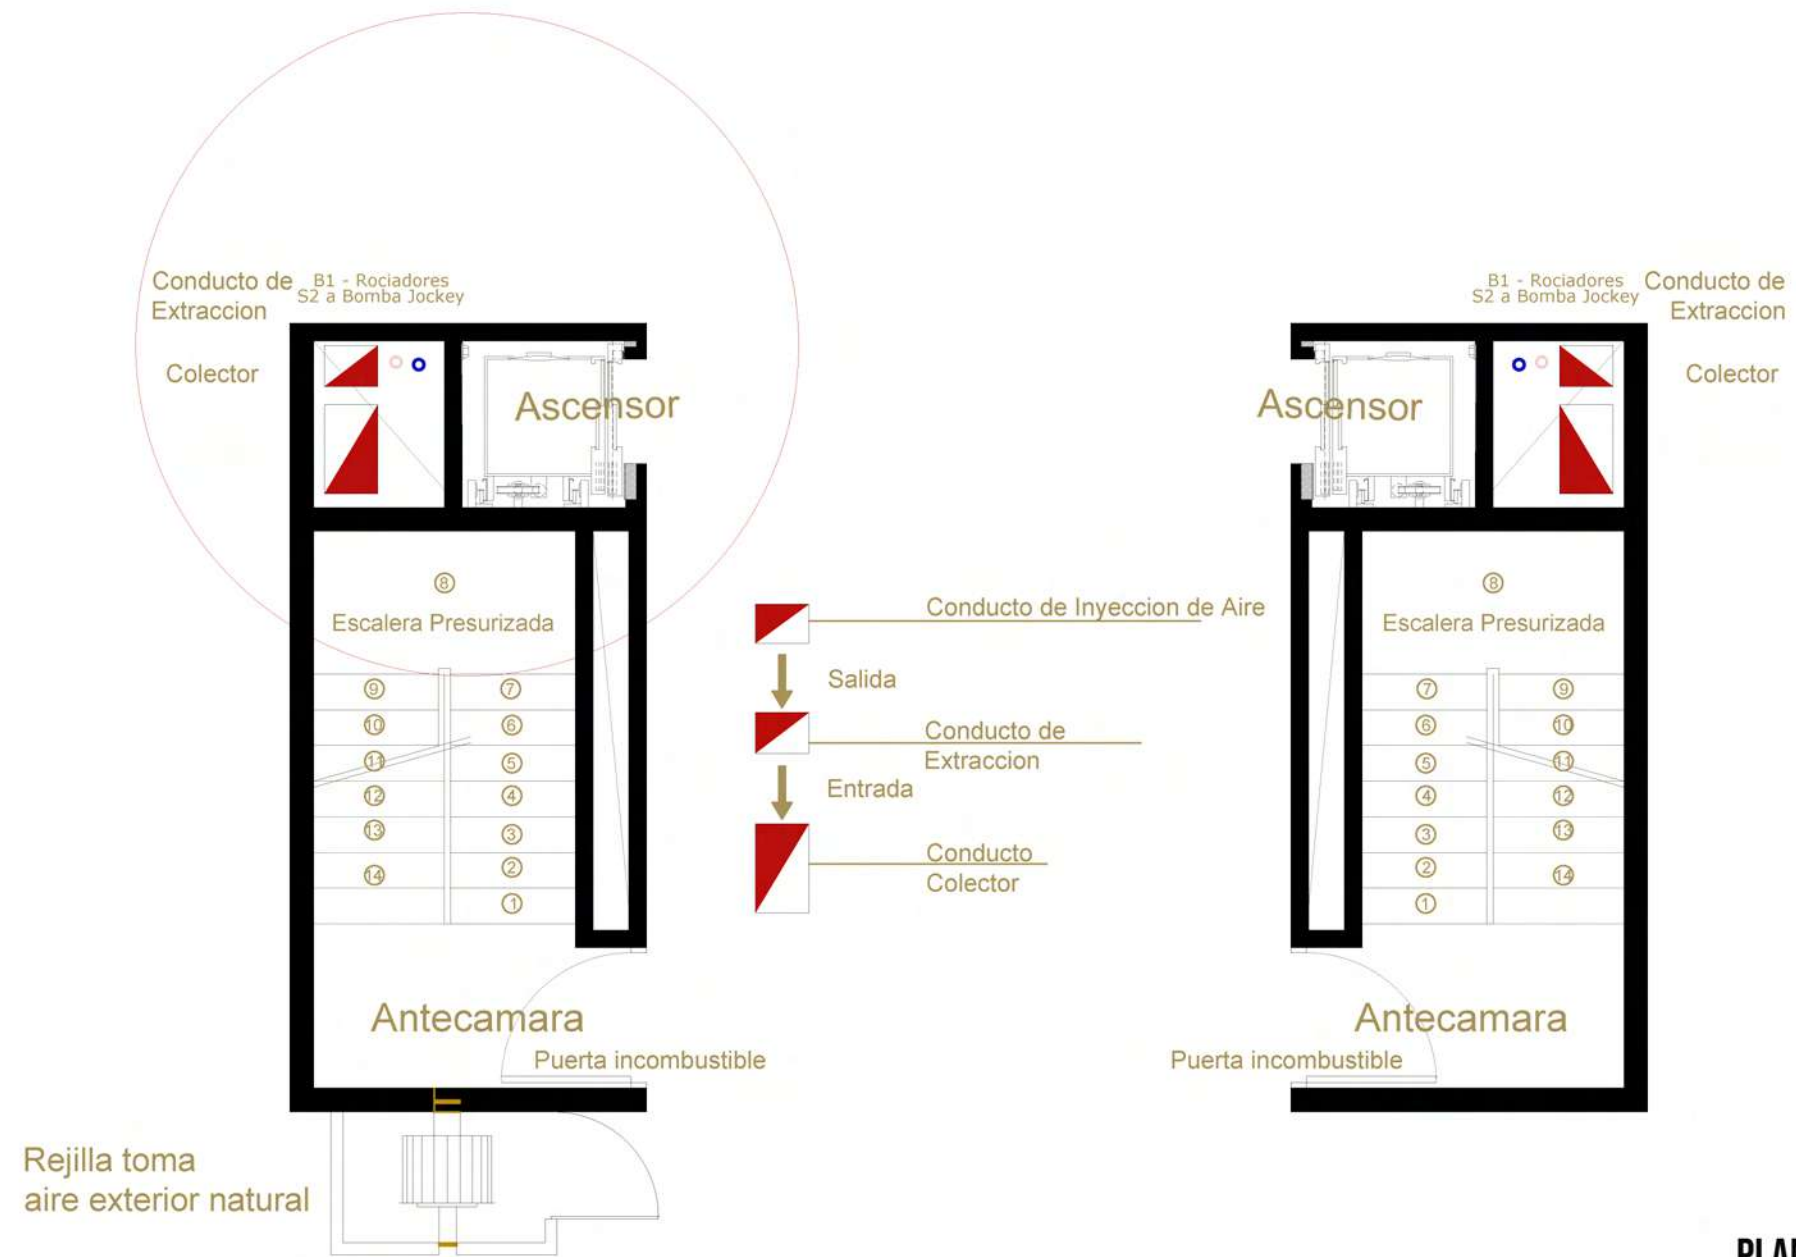 Conducto de
Extraccion
B1 - Rociadores
S2 a Bomba Jockey
Colector
Ascensor
8
Escalera Presurizada
9
7
10
6
11
5
12
4
13
3
14
2
1
Antecamara
Puerta incombustible
Rejilla toma
aire exterior natural
Conducto de Inyeccion de Aire
Salida
Conducto de
Extraccion
Entrada
Conducto
Colector
B1 - Rociadores
S2 a Bomba Jockey
Conducto de
Extraccion
Colector
Ascensor
8
Escalera Presurizada
7
9
6
10
5
11
4
12
3
13
2
14
1
Antecamara
Puerta incombustible